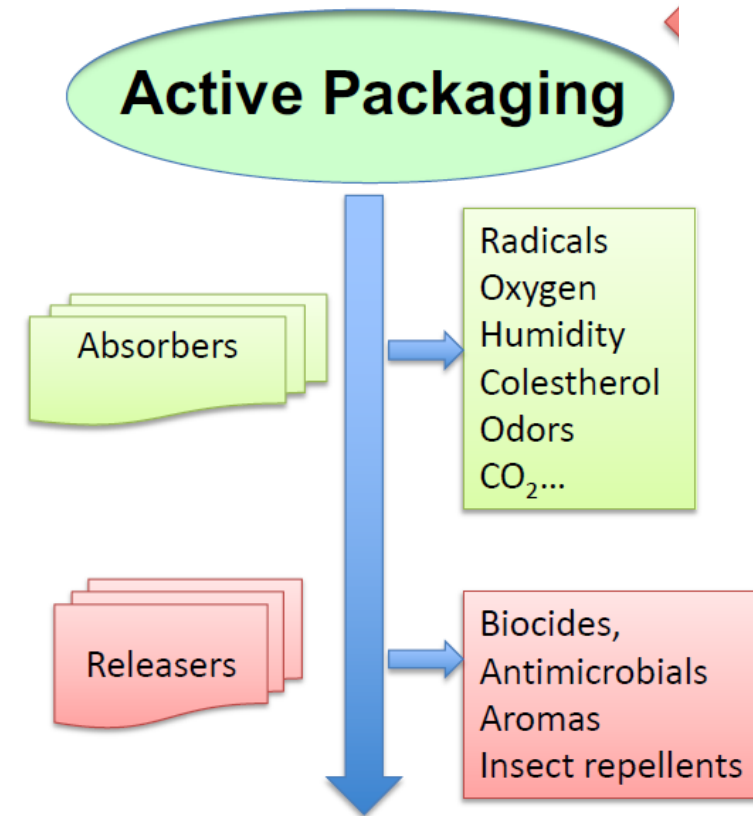 Active Packaging
Absorbers
Radicals
Oxygen
Humidity
Colestherol
Odors
CO₂...
Releasers
Biocides,
Antimicrobials
Aromas
Insect repellents